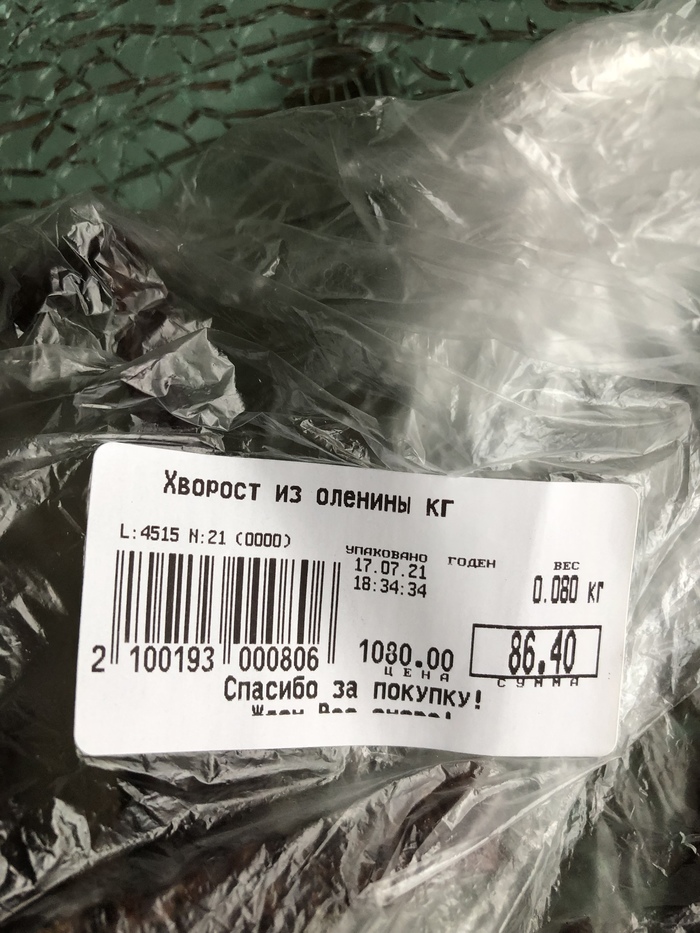 Хворост из оленины кг
L:4515 N:21 (0000)
УПАКОВАНО ГОДЕН ВЕС
17.07.21
18:34:34
0.080 кг
2 100193 000806
1080.00
ЦЕНА
86.40
СУММА
Спасибо за покупку!